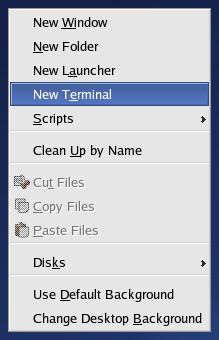 New Window
New Folder
New Launcher
New Terminal
Scripts
Clean Up by Name
Cut Files
Copy Files
Paste Files
Disks
Use Default Background
Change Desktop Background